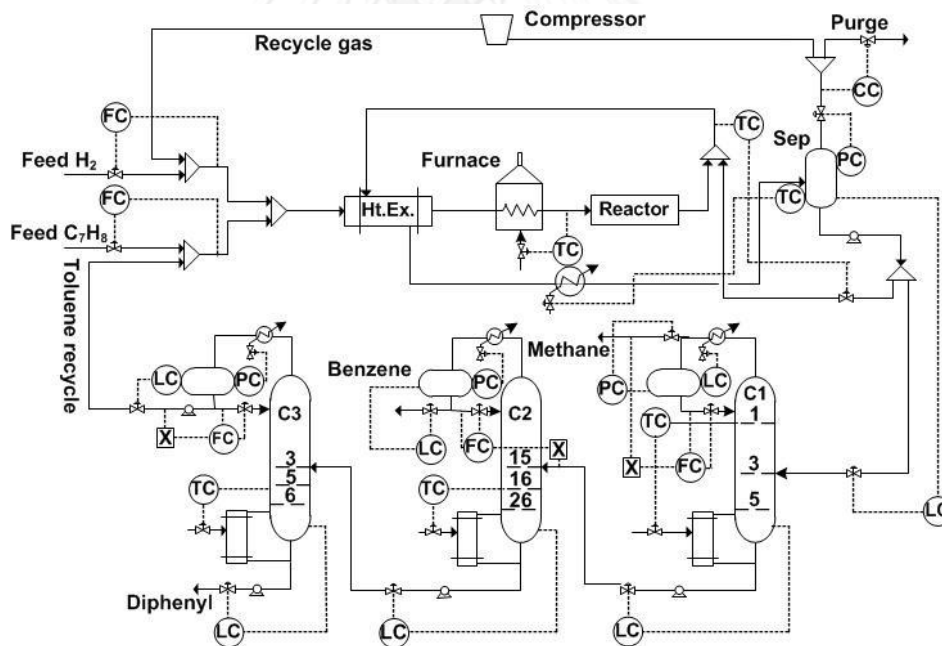 Compressor
Purge
Recycle gas
FC
CC
TC
Sep
Feed H2
Furnace
PC
FC
TC
Ht.Ex.
Reactor
Feed C7H8
TC
Toluene recycle
Methane
LC
PC
Benzene
PC
PC
LC
C3
C2
C1
X
FC
LC
FC
X
TC
1
X
FC
3
5
6
15
16
26
3
5
TC
TC
LC
Diphenyl
LC
LC
LC